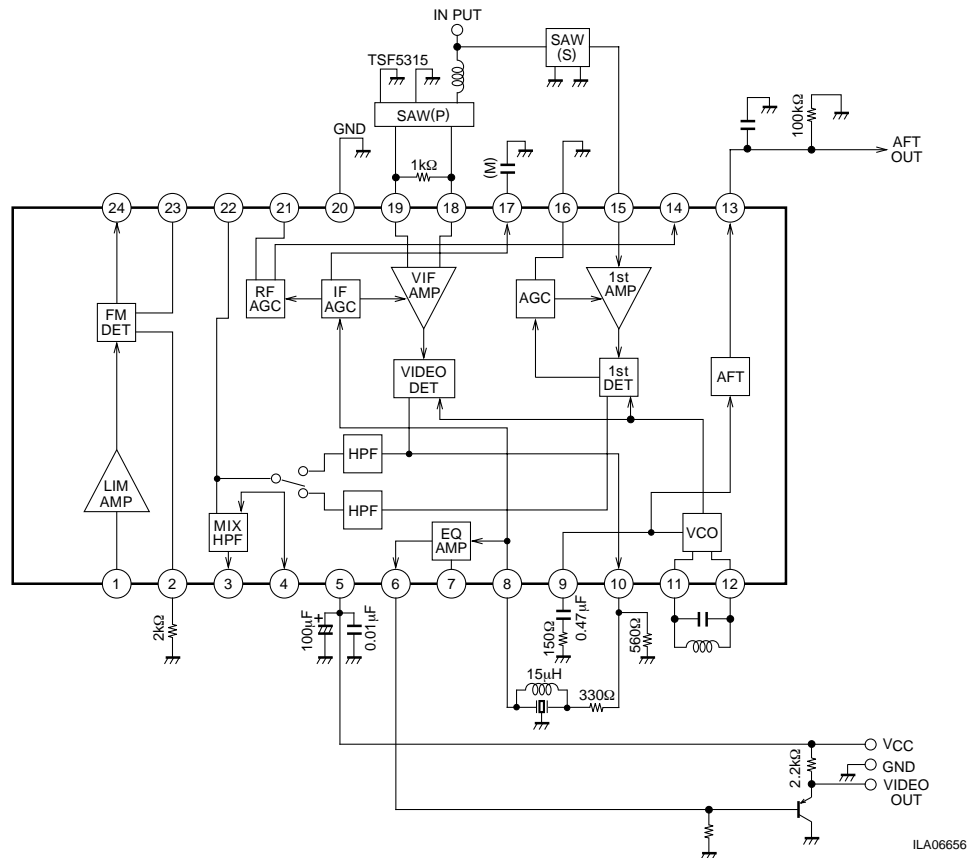 IN PUT
SAW
(S)
TSF5315
SAW(P)
GND
1kΩ
(M)
100kΩ
AFT
OUT
24
23
22
21
20
19
18
17
16
15
14
13
RF
AGC
IF
AGC
VIF
AMP
AGC
1st
AMP
FM
DET
VIDEO
DET
1st
DET
AFT
HPF
LIM
AMP
HPF
MIX
HPF
EQ
AMP
VCO
1
2
3
4
5
6
7
8
9
10
11
12
2kΩ
100µF
+
0.01µF
150Ω
0.47µF
560Ω
15µH
330Ω
VCC
2.2kΩ
GND
VIDEO
OUT
ILA06656